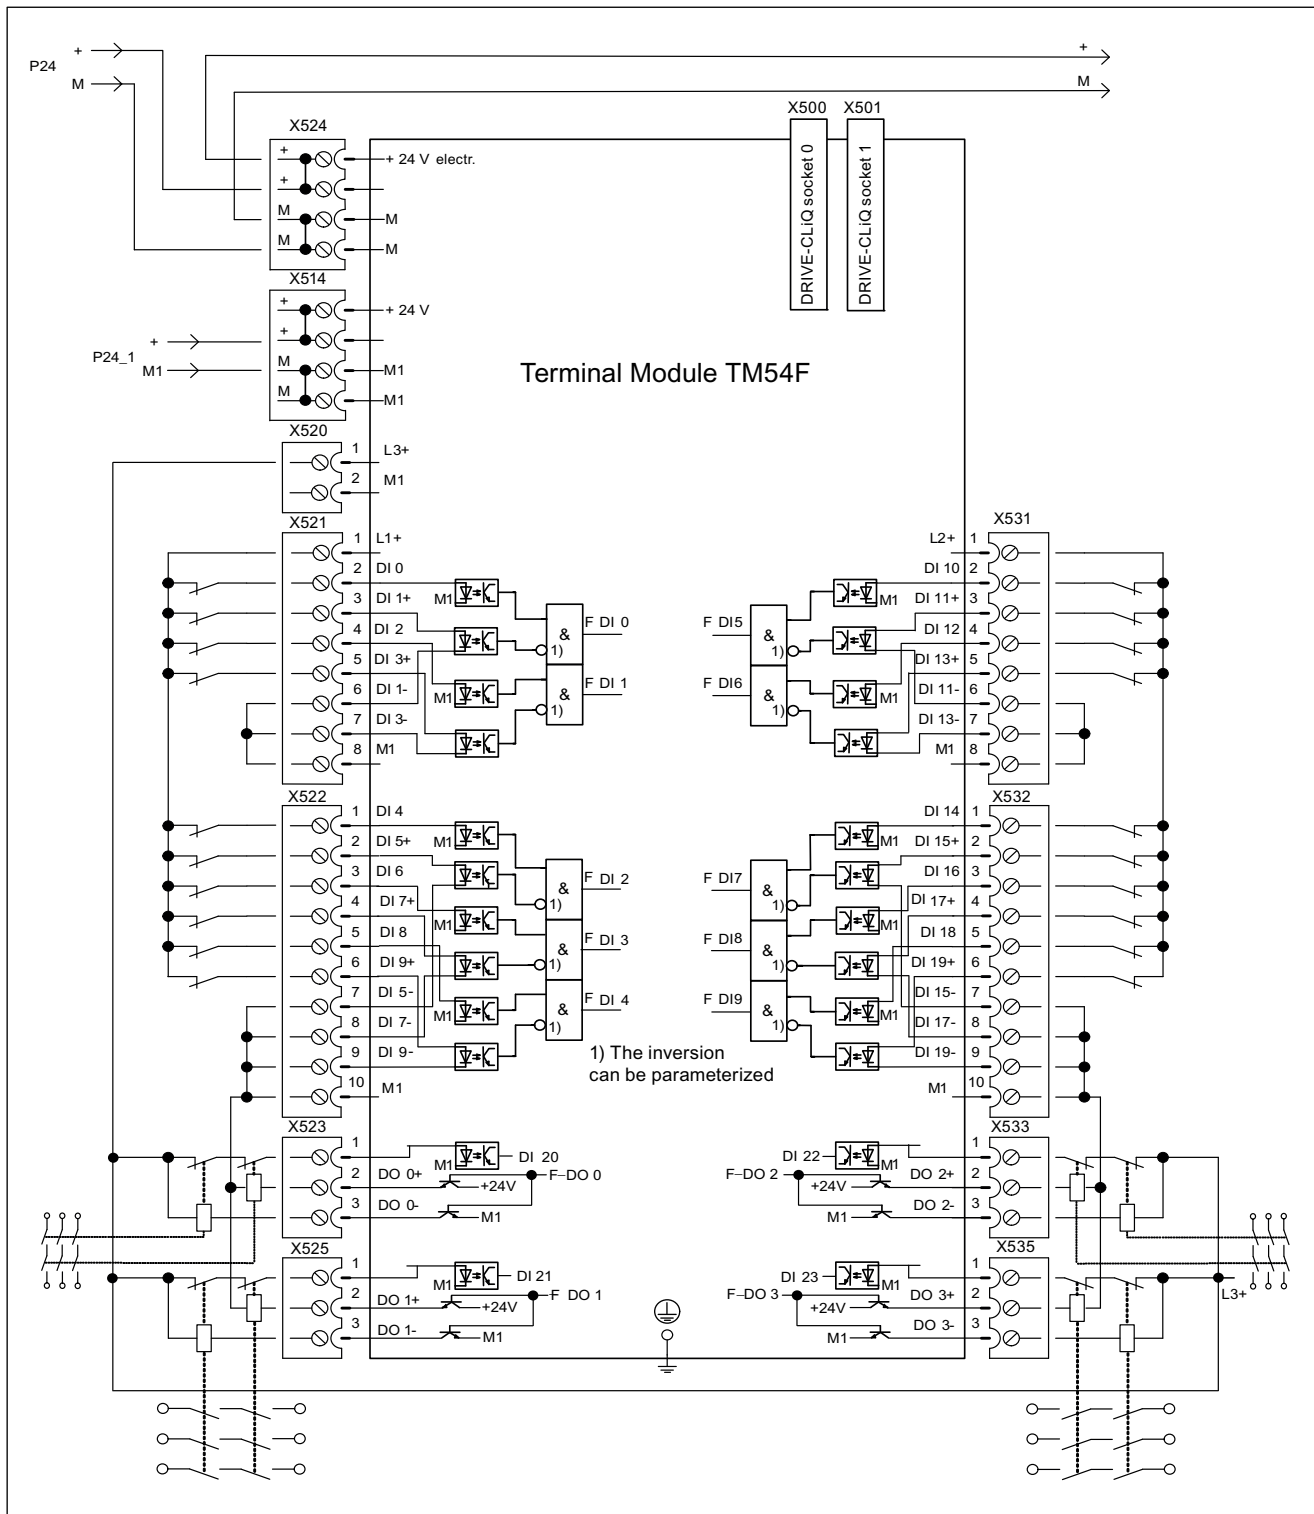 +
P24
M
+
M
X500 X501
X524
+ + 24 V electr.
+
M M
M M
DRIVE-CLiQ socket 0
DRIVE-CLiQ socket 1
X514
+ + 24 V
+
+
P24_1
M M1
M1
M M1
Terminal Module TM54F
X520
1 L3+
2 M1
X521
1 L1+
2 DI 0
3 DI 1+
4 DI 2
5 DI 3+
6 DI 1-
7 DI 3-
8 M1
M1
M1
&
1)
F DI 0
&
1)
F DI 1
X531
L2+ 1
DI 10 2
DI 11+ 3
DI 12 4
DI 13+ 5
DI 11- 6
DI 13- 7
M1 8
M1
M1
F DI5
&
1)
F DI6
&
1)
X522
1 DI 4
2 DI 5+
3 DI 6
4 DI 7+
5 DI 8
6 DI 9+
7 DI 5-
8 DI 7-
9 DI 9-
10 M1
M1
M1
M1
&
1)
F DI 2
&
1)
F DI 3
&
1)
F DI 4
X532
DI 14 1
DI 15+ 2
DI 16 3
DI 17+ 4
DI 18 5
DI 19+ 6
DI 15- 7
DI 17- 8
DI 19- 9
M1 10
M1
M1
M1
F DI7
&
1)
F DI8
&
1)
F DI9
&
1)
1) The inversion
can be parameterized
X523
1
2 DO 0+
3 DO 0-
M1
DI 20
+24V
F–DO 0
M1
X533
1
DO 2+ 2
DO 2- 3
DI 22
M1
F–DO 2
+24V
M1
X525
1
2 DO 1+
3 DO 1-
M1
DI 21
+24V
F DO 1
M1
X535
1
DO 3+ 2
DO 3- 3
DI 23
M1
F–DO 3
+24V
M1
L3+